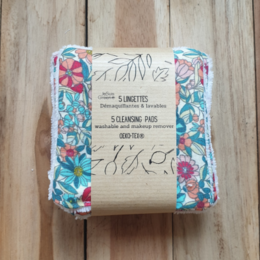 5 LINGETTES
Démaquillantes & lavables
5 CLEANSING PADS
washable and makeup remover
OEKO-TEX®